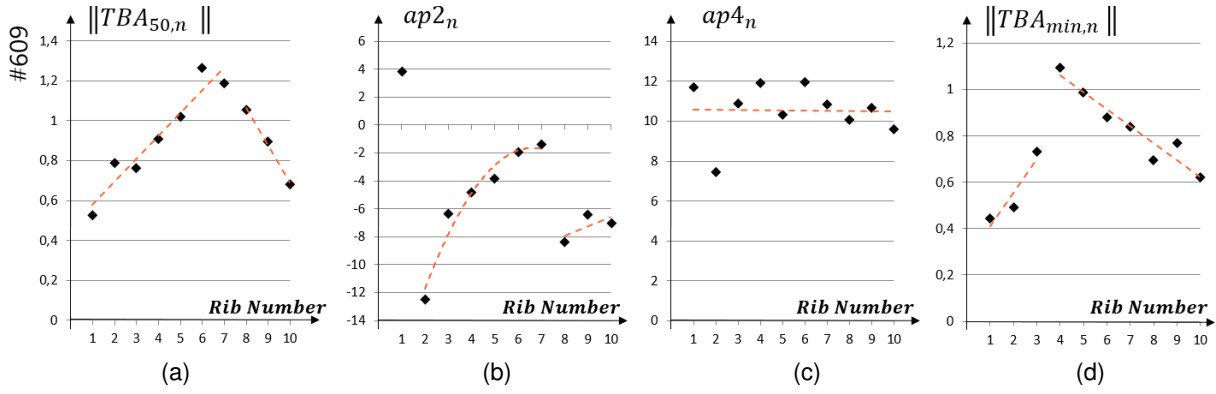 #609
‖TBA50,n ‖
1,4
1,2
1
0,8
0,6
0,4
0,2
0
Rib Number
1 2 3 4 5 6 7 8 9 10
(a)
ap2n
6
4
2
0
-2
-4
-6
-8
-10
-12
-14
Rib Number
1 2 3 4 5 6 7 8 9 10
(b)
ap4n
14
12
10
8
6
4
2
0
Rib Number
1 2 3 4 5 6 7 8 9 10
(c)
‖TBAmin,n ‖
1,2
1
0,8
0,6
0,4
0,2
0
Rib Number
1 2 3 4 5 6 7 8 9 10
(d)